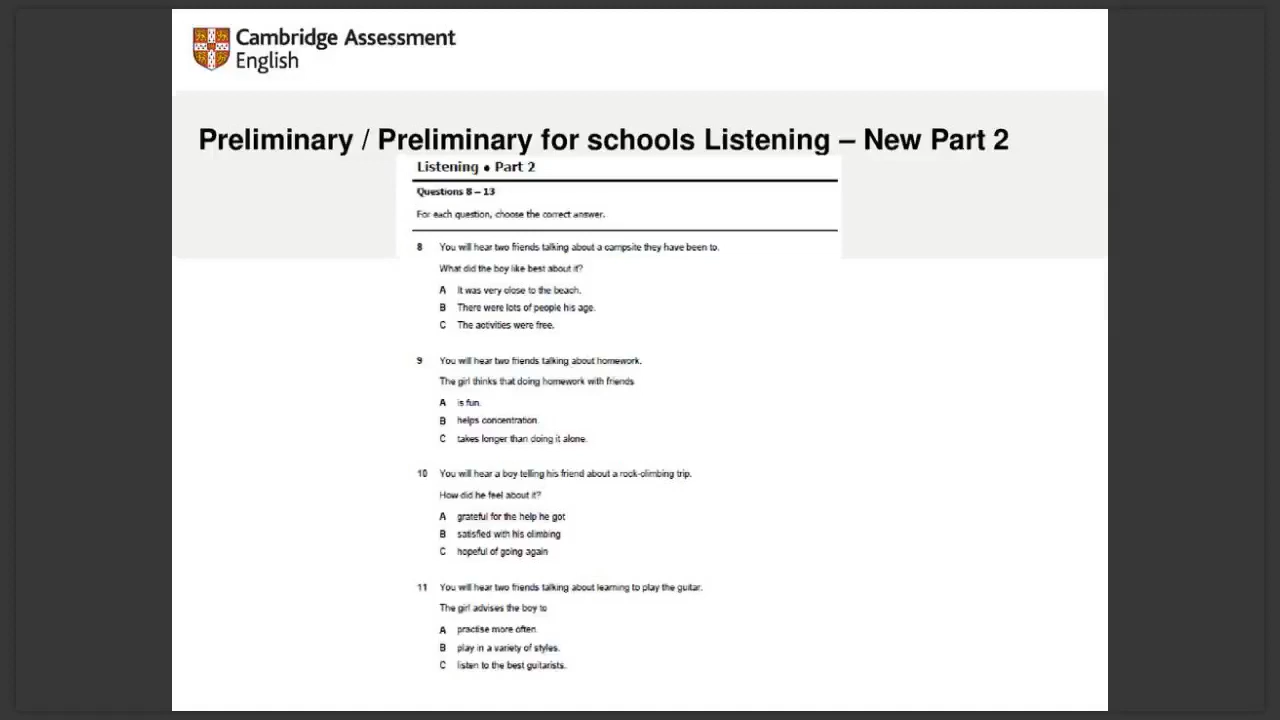 Cambridge Assessment
English
Preliminary / Preliminary for schools Listening – New Part 2
Listening • Part 2
Questions 8 – 13
For each question, choose the correct answer.
8 You will hear two friends talking about a campsite they have been to.
What did the boy like best about it?
A It was very close to the beach.
B There were lots of people his age.
C The activities were free.
9 You will hear two friends talking about homework.
The girl thinks that doing homework with friends
A is fun.
B helps concentration.
C takes longer than doing it alone.
10 You will hear a boy telling his friend about a rock-climbing trip.
How did he feel about it?
A grateful for the help he got
B satisfied with his climbing
C hopeful of going again
11 You will hear two friends talking about learning to play the guitar.
The girl advises the boy to
A practise more often.
B play in a variety of styles.
C listen to the best guitarists.